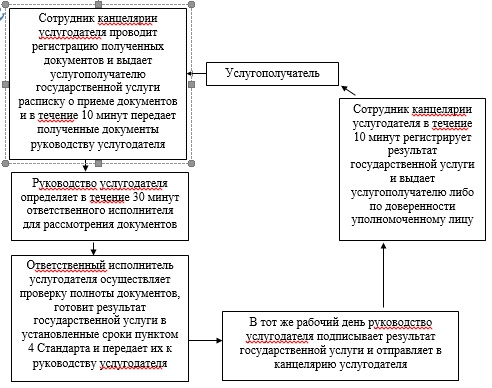 Сотрудник канцелярии
услугодателя проводит
регистрацию полученных
документов и выдает
услугополучателю
государственной услуги
расписку о приеме документов
и в течение 10 минут передает
полученные документы
руководству услугодателя
Услугополучатель
Сотрудник канцелярии
услугодателя в течение
10 минут регистрирует
результат
государственной услуги
и выдает
услугополучателю либо
по доверенности
уполномоченному лицу
Руководство услугодателя
определяет в течение 30 минут
ответственного исполнителя
для рассмотрения документов
Ответственный исполнитель
услугодателя осуществляет
проверку полноты документов,
готовит результат
государственной услуги в
установленные сроки пунктом
4 Стандарта и передает их к
руководству услугодателя
В тот же рабочий день руководство
услугодателя подписывает результат
государственной услуги и отправляет в
канцелярию услугодателя